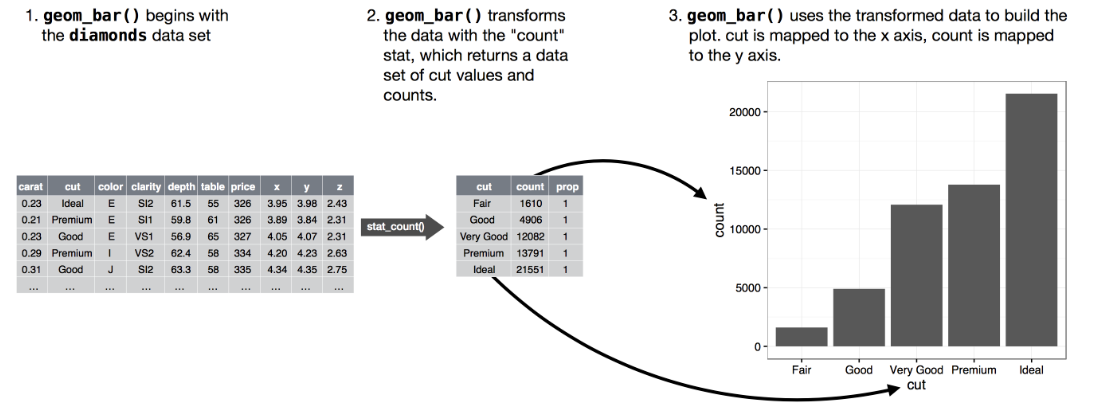 1. geom_bar() begins with
the diamonds data set
2. geom_bar() transforms
the data with the "count"
stat, which returns a data
set of cut values and
counts.
3. geom_bar() uses the transformed data to build the
plot. cut is mapped to the x axis, count is mapped
to the y axis.
carat cut color clarity depth table price x y z
0.23 Ideal E SI2 61.5 55 326 3.95 3.98 2.43
0.21 Premium E SI1 59.8 61 326 3.89 3.84 2.31
0.23 Good E VS1 56.9 65 327 4.05 4.07 2.31
0.29 Premium I VS2 62.4 58 334 4.20 4.23 2.63
0.31 Good J SI2 63.3 58 335 4.34 4.35 2.75
... ... ... ... ... ... ... ... ... ...
stat_count()
cut count prop
Fair 1610 1
Good 4906 1
Very Good 12082 1
Premium 13791 1
Ideal 21551 1
20000
15000
10000
5000
0
count
Fair Good Very Good Premium Ideal
cut